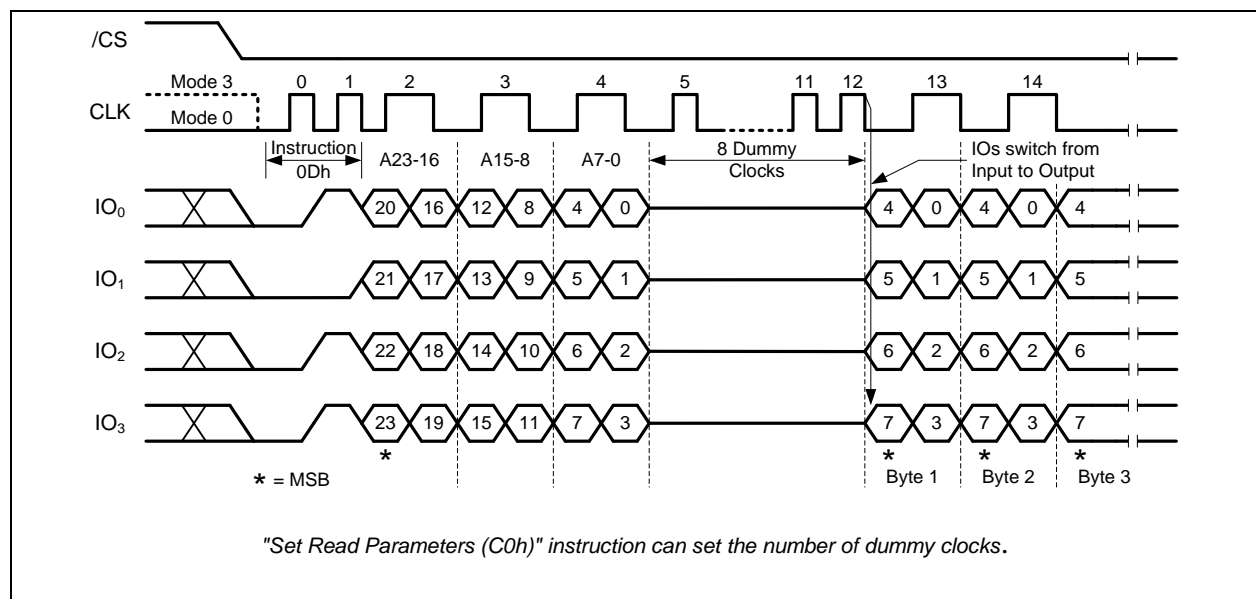 /CS
Mode 3 0 1 2 3 4 5 11 12 13 14
CLK
Mode 0
Instruction 8 Dummy IOs switch from
0Dh A23-16 A15-8 A7-0 Clocks Input to Output
IO₀ 20 16 12 8 4 0 4 0 4 0 4
IO₁ 21 17 13 9 5 1 5 1 5 1 5
IO₂ 22 18 14 10 6 2 6 2 6 2 6
IO₃ 23 19 15 11 7 3 7 3 7 3 7
* * * *
* = MSB Byte 1 Byte 2 Byte 3
"Set Read Parameters (C0h)" instruction can set the number of dummy clocks.